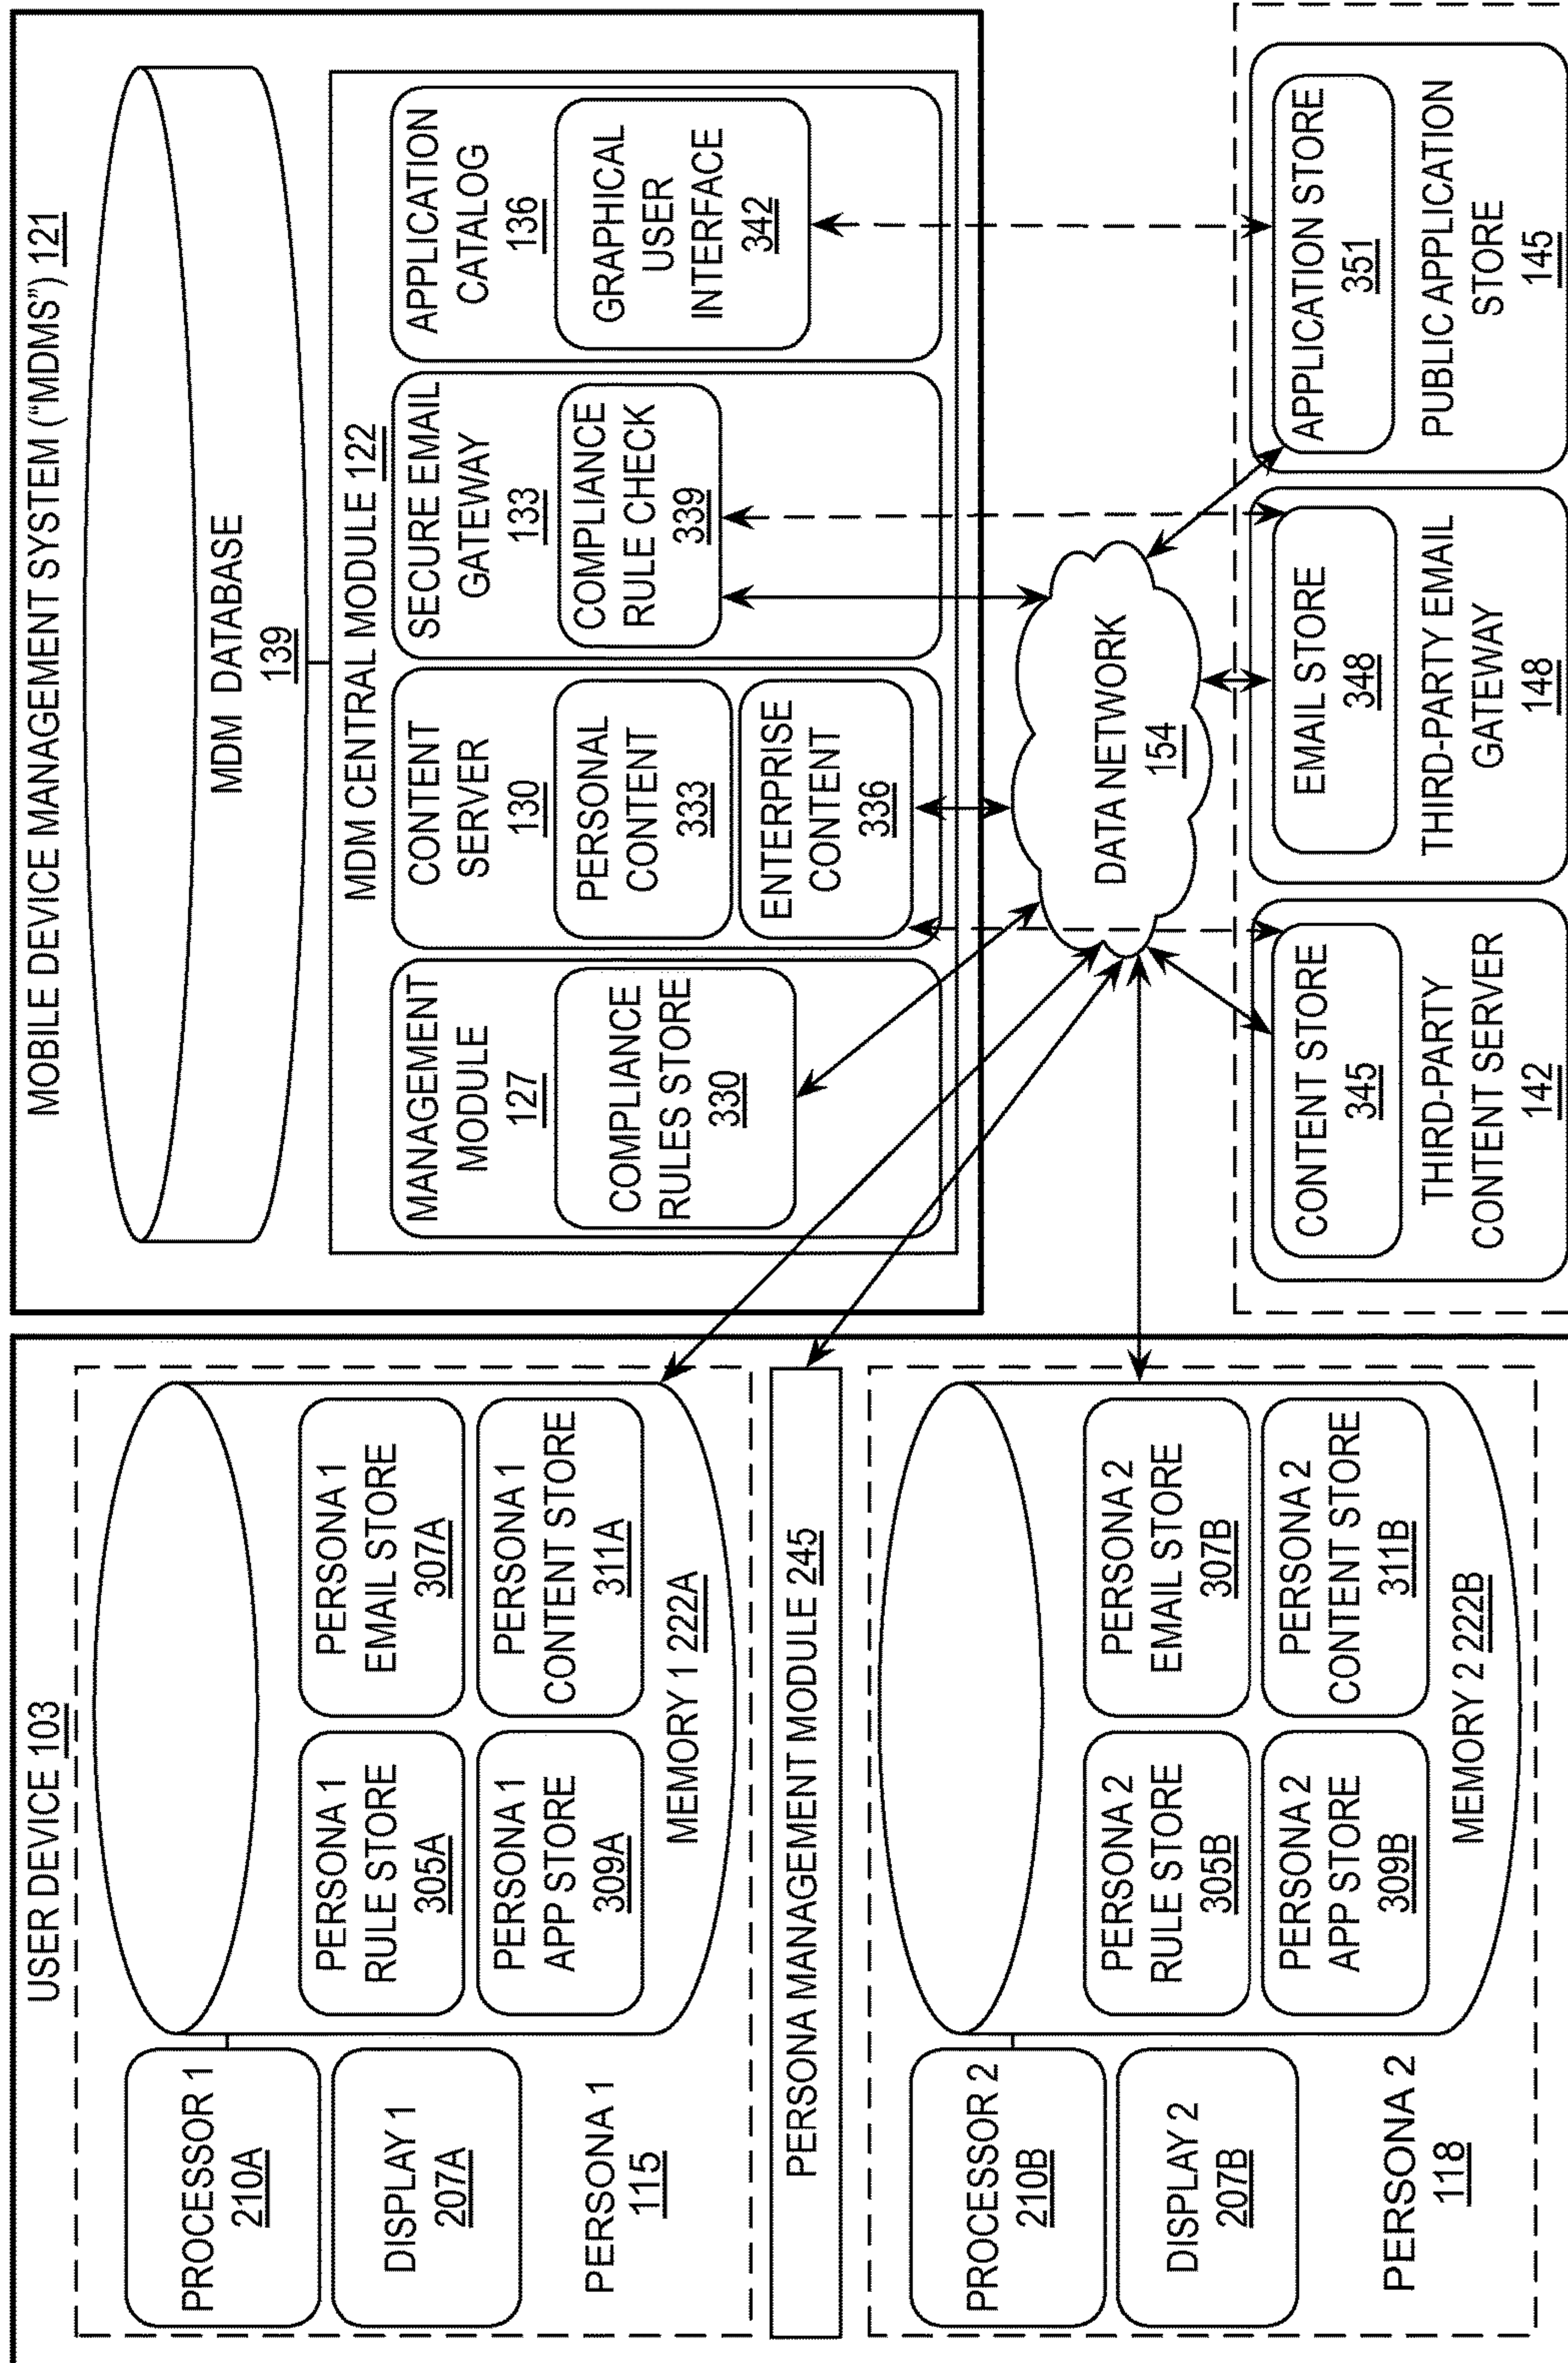 USER DEVICE 103
PROCESSOR 1
210A
DISPLAY 1
207A
PERSONA 1
115
PERSONA 1
RULE STORE
305A
PERSONA 1
EMAIL STORE
307A
PERSONA 1
APP STORE
309A
PERSONA 1
CONTENT STORE
311A
MEMORY 1 222A
PERSONA MANAGEMENT MODULE 245
PROCESSOR 2
210B
DISPLAY 2
207B
PERSONA 2
118
PERSONA 2
RULE STORE
305B
PERSONA 2
EMAIL STORE
307B
PERSONA 2
APP STORE
309B
PERSONA 2
CONTENT STORE
311B
MEMORY 2 222B
MOBILE DEVICE MANAGEMENT SYSTEM (“MDMS”) 121
MDM DATABASE
139
MDM CENTRAL MODULE 122
MANAGEMENT
MODULE
127
COMPLIANCE
RULES STORE
330
CONTENT
SERVER
130
PERSONAL
CONTENT
333
ENTERPRISE
CONTENT
336
SECURE EMAIL
GATEWAY
133
COMPLIANCE
RULE CHECK
339
APPLICATION
CATALOG
136
GRAPHICAL
USER
INTERFACE
342
DATA NETWORK
154
CONTENT STORE
345
THIRD-PARTY
CONTENT SERVER
142
EMAIL STORE
348
THIRD-PARTY EMAIL
GATEWAY
148
APPLICATION STORE
351
PUBLIC APPLICATION
STORE
145